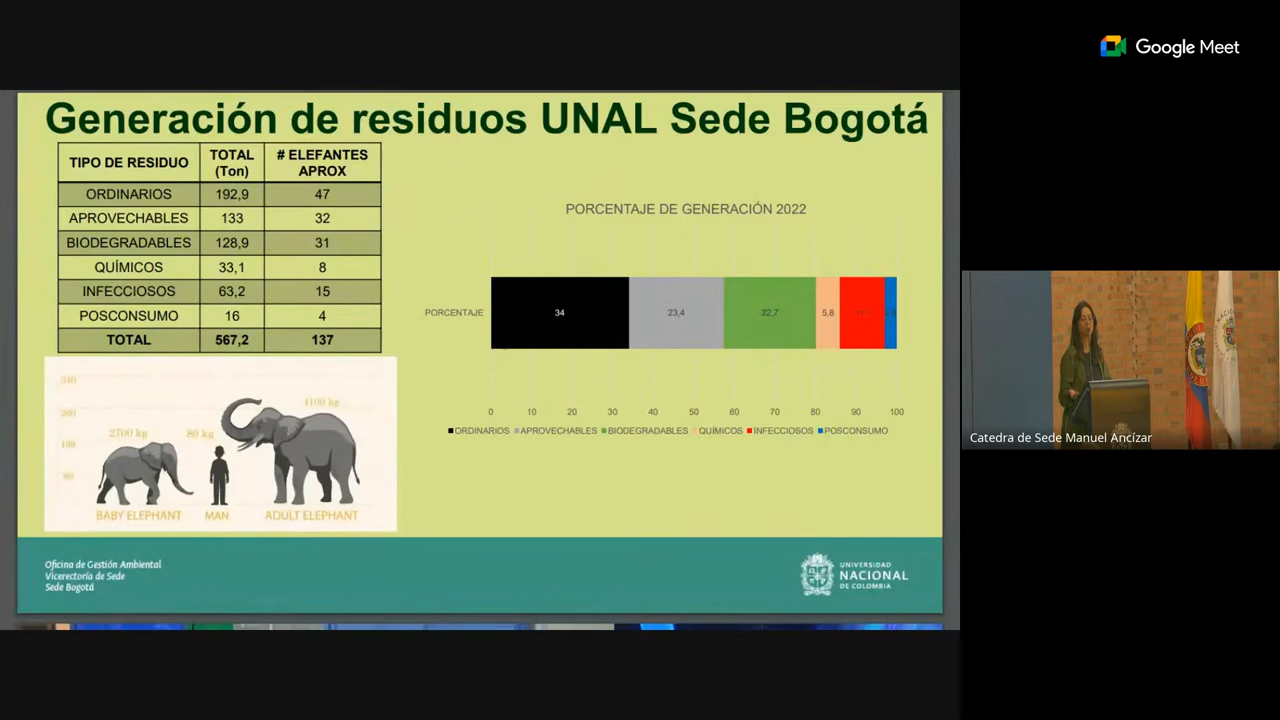 Google Meet
Generación de residuos UNAL Sede Bogotá
TIPO DE RESIDUO TOTAL (Ton) # ELEFANTES APROX
ORDINARIOS 192,9 47
APROVECHABLES 133 32
BIODEGRADABLES 128,9 31
QUÍMICOS 33,1 8
INFECCIOSOS 63,2 15
POSCONSUMO 16 4
TOTAL 567,2 137
PORCENTAJE DE GENERACIÓN 2022
PORCENTAJE 34 23,4 22,7 5,8
0 10 20 30 40 50 60 70 80 90 100
ORDINARIOS APROVECHABLES BIODEGRADABLES QUÍMICOS INFECCIOSOS POSCONSUMO
2700 kg 80 kg 4100 kg
BABY ELEPHANT MAN ADULT ELEPHANT
Oficina de Gestión Ambiental
Vicerectoría de Sede
Sede Bogotá
UNIVERSIDAD
NACIONAL
DE COLOMBIA
Catedra de Sede Manuel Ancízar